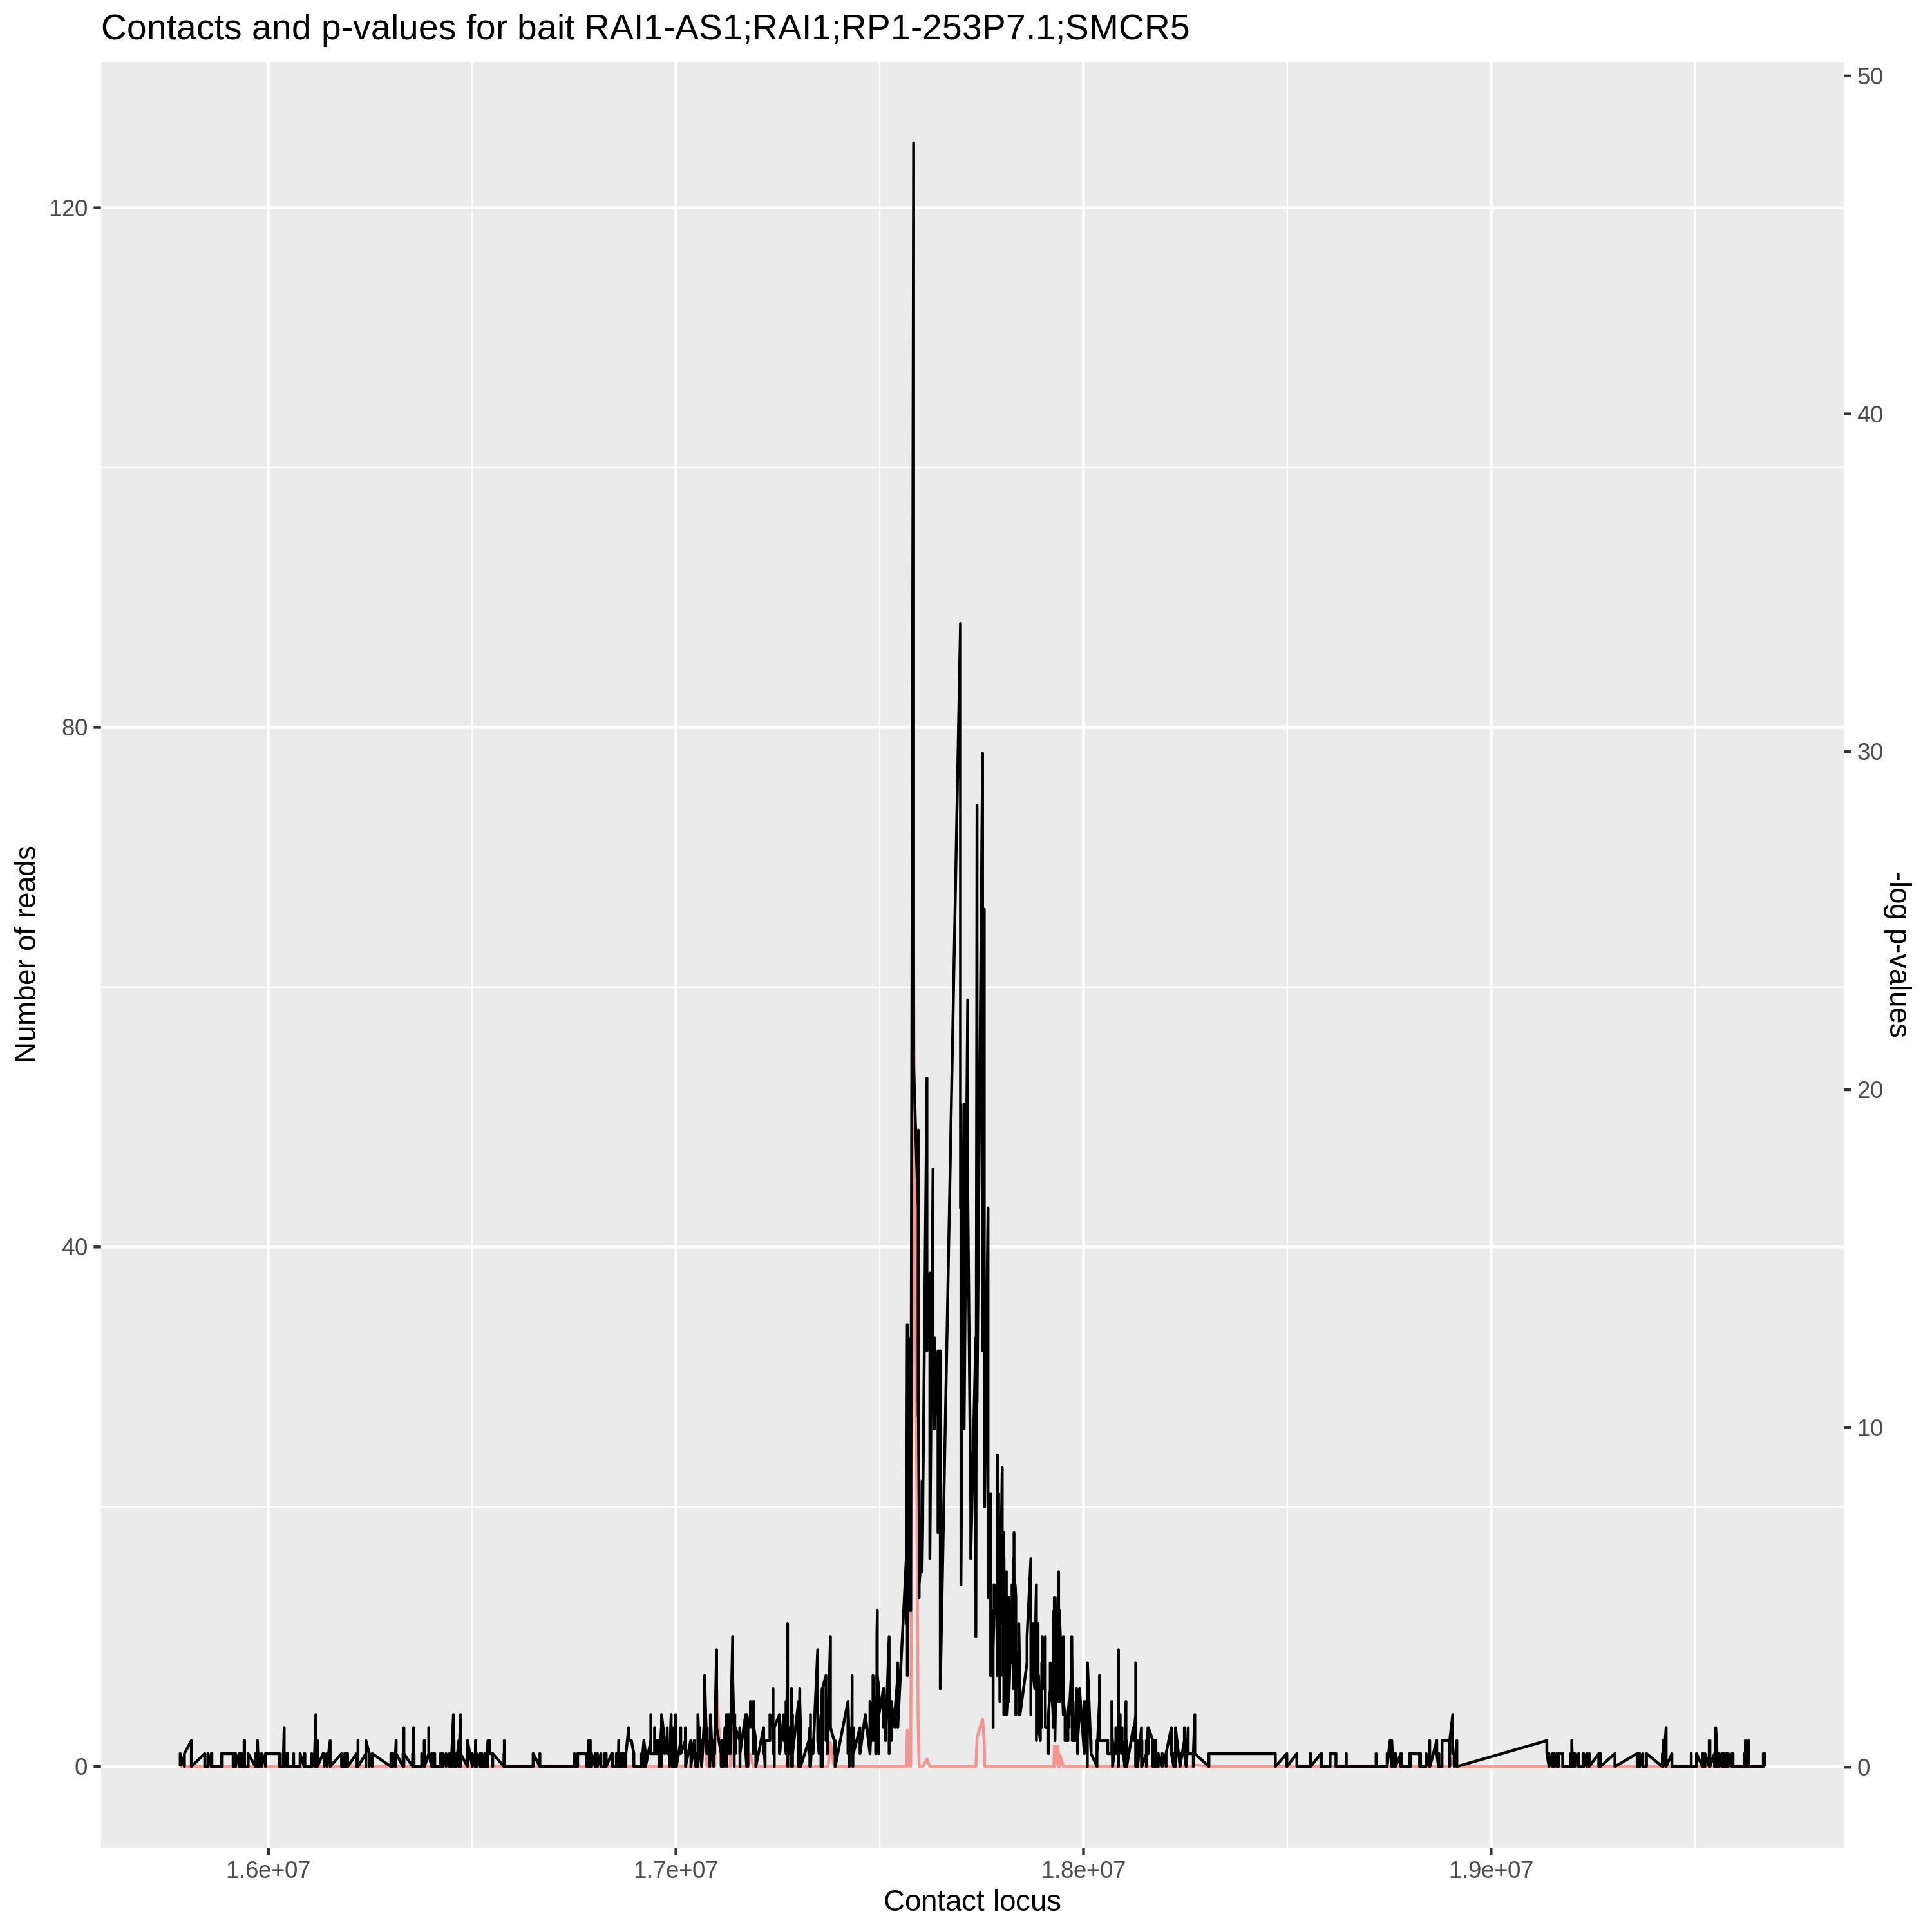 Contacts and p-values for bait RAI1-AS1;RAI1;RP1-253P7.1;SMCR5
50
120
40
80
30
Number of reads
-log p-values
20
40
10
0
0
1.6e+07
1.7e+07
1.8e+07
1.9e+07
Contact locus